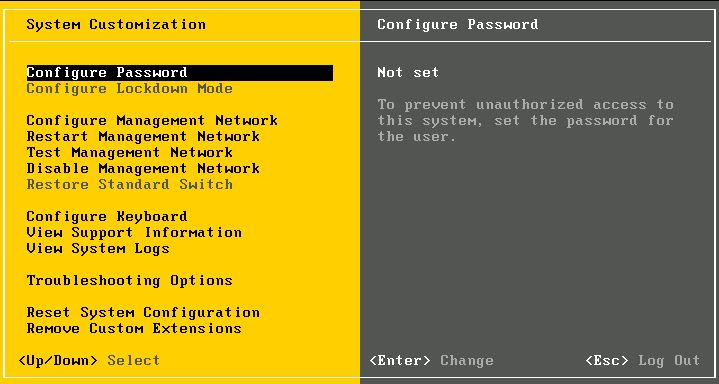 System Customization
Configure Password
Configure Lockdown Mode
Configure Management Network
Restart Management Network
Test Management Network
Disable Management Network
Restore Standard Switch
Configure Keyboard
View Support Information
View System Logs
Troubleshooting Options
Reset System Configuration
Remove Custom Extensions
<Up/Down> Select
Configure Password
Not set
To prevent unauthorized access to
this system, set the password for
the user.
<Enter> Change
<Esc> Log Out